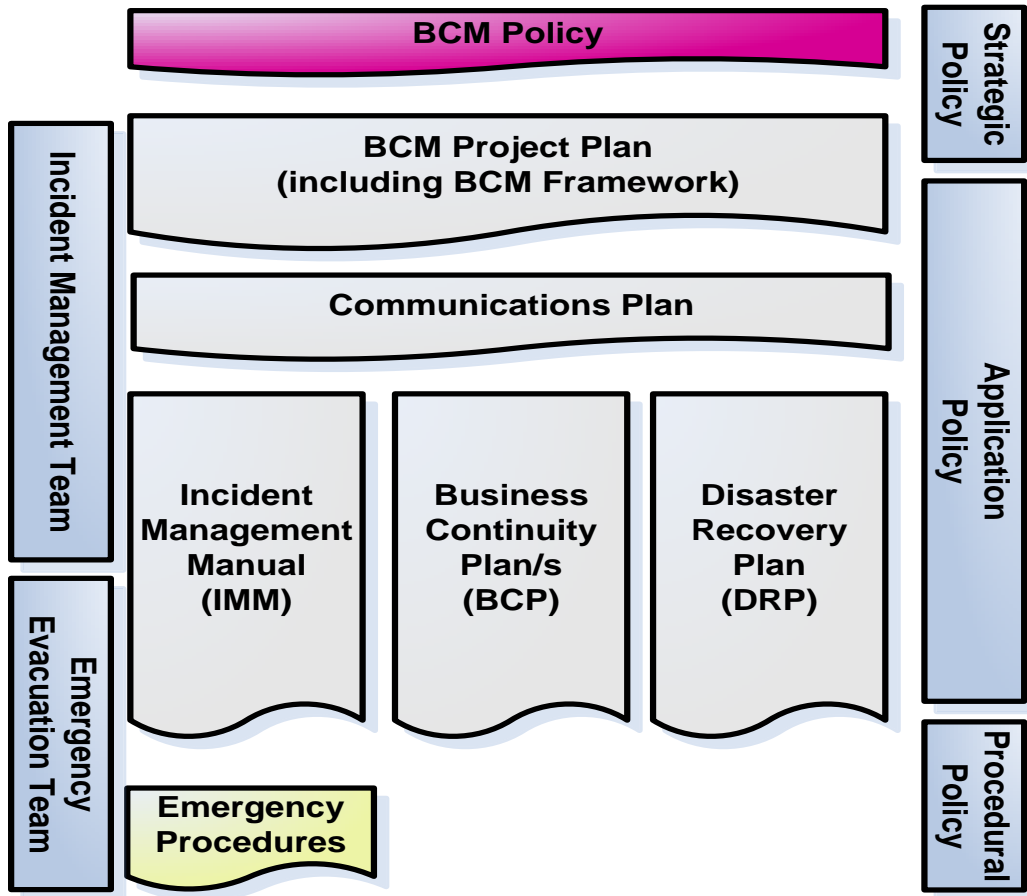 BCM Policy
Strategic
Policy
Incident Management Team
BCM Project Plan
(including BCM Framework)
Communications Plan
Application
Policy
Incident
Management
Manual
(IMM)
Business
Continuity
Plan/s
(BCP)
Disaster
Recovery
Plan
(DRP)
Emergency
Evacuation Team
Emergency
Procedures
Procedural
Policy